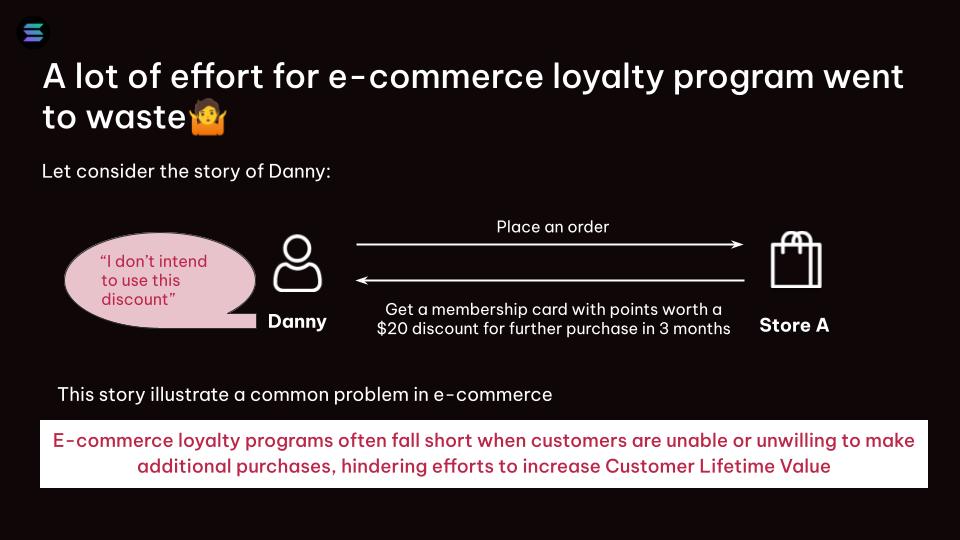 A lot of effort for e-commerce loyalty program went
to waste🤷
Let consider the story of Danny:
Place an order
“I don’t intend
to use this
discount”
Get a membership card with points worth a
$20 discount for further purchase in 3 months
Danny
Store A
This story illustrate a common problem in e-commerce
E-commerce loyalty programs often fall short when customers are unable or unwilling to make
additional purchases, hindering efforts to increase Customer Lifetime Value